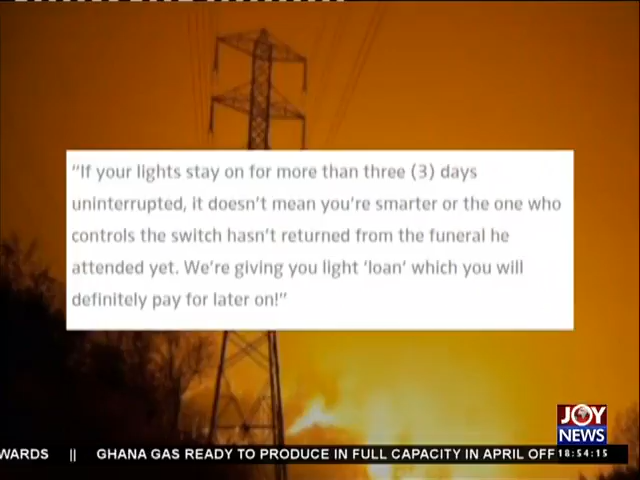 “If your lights stay on for more than three (3) days
uninterrupted, it doesn’t mean you’re smarter or the one who
controls the switch hasn’t returned from the funeral he
attended yet. We’re giving you light ‘loan’ which you will
definitely pay for later on!”
JOY
NEWS
WARDS || GHANA GAS READY TO PRODUCE IN FULL CAPACITY IN APRIL OFF 18:54:15